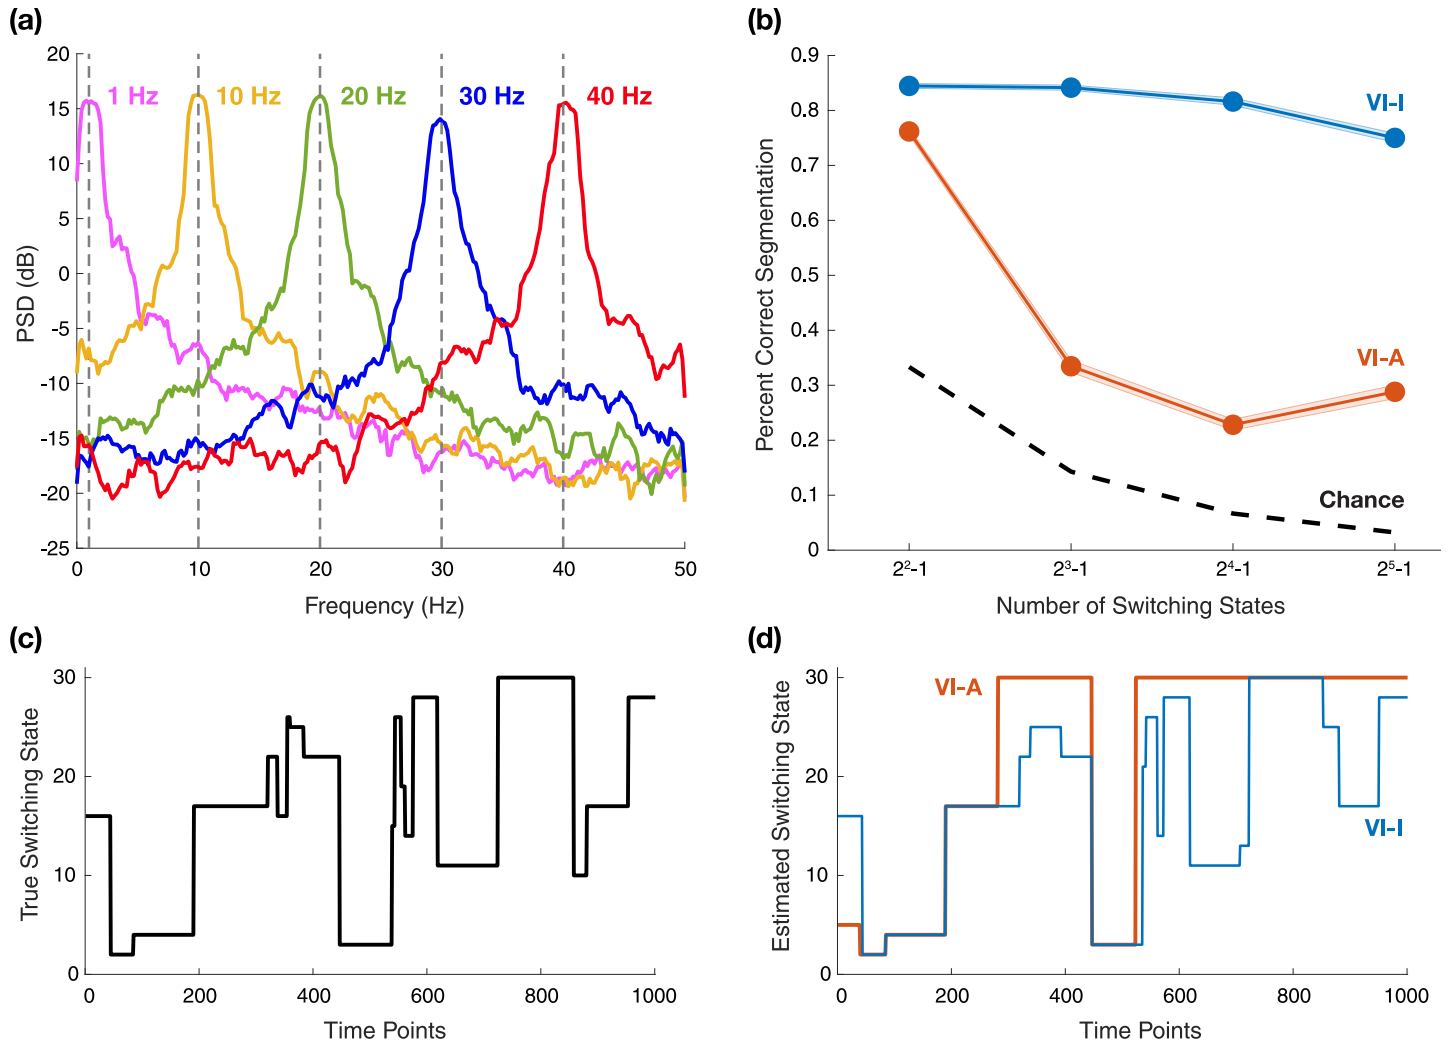 (a)
20
15
10
5
0
-5
-10
-15
-20
-25
PSD (dB)
1 Hz
10 Hz
20 Hz
30 Hz
40 Hz
0
10
20
30
40
50
Frequency (Hz)
(b)
0.9
0.8
0.7
0.6
0.5
0.4
0.3
0.2
0.1
0
Percent Correct Segmentation
VI-I
VI-A
Chance
2²-1
2³-1
2⁴-1
2⁵-1
Number of Switching States
(c)
30
20
10
0
True Switching State
0
200
400
600
800
1000
Time Points
(d)
30
20
10
0
Estimated Switching State
VI-A
VI-I
0
200
400
600
800
1000
Time Points